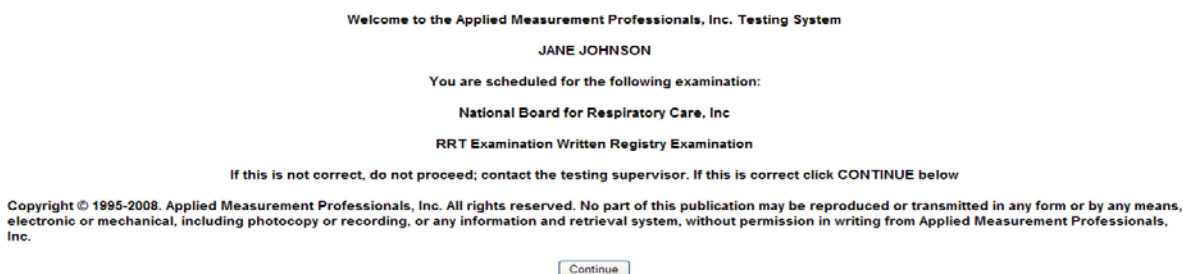 Welcome to the Applied Measurement Professionals, Inc. Testing System
JANE JOHNSON
You are scheduled for the following examination:
National Board for Respiratory Care, Inc
RRT Examination Written Registry Examination
If this is not correct, do not proceed; contact the testing supervisor. If this is correct click CONTINUE below
Copyright © 1995-2008. Applied Measurement Professionals, Inc. All rights reserved. No part of this publication may be reproduced or transmitted in any form or by any means,
electronic or mechanical, including photocopy or recording, or any information and retrieval system, without permission in writing from Applied Measurement Professionals,
Inc.
Continue